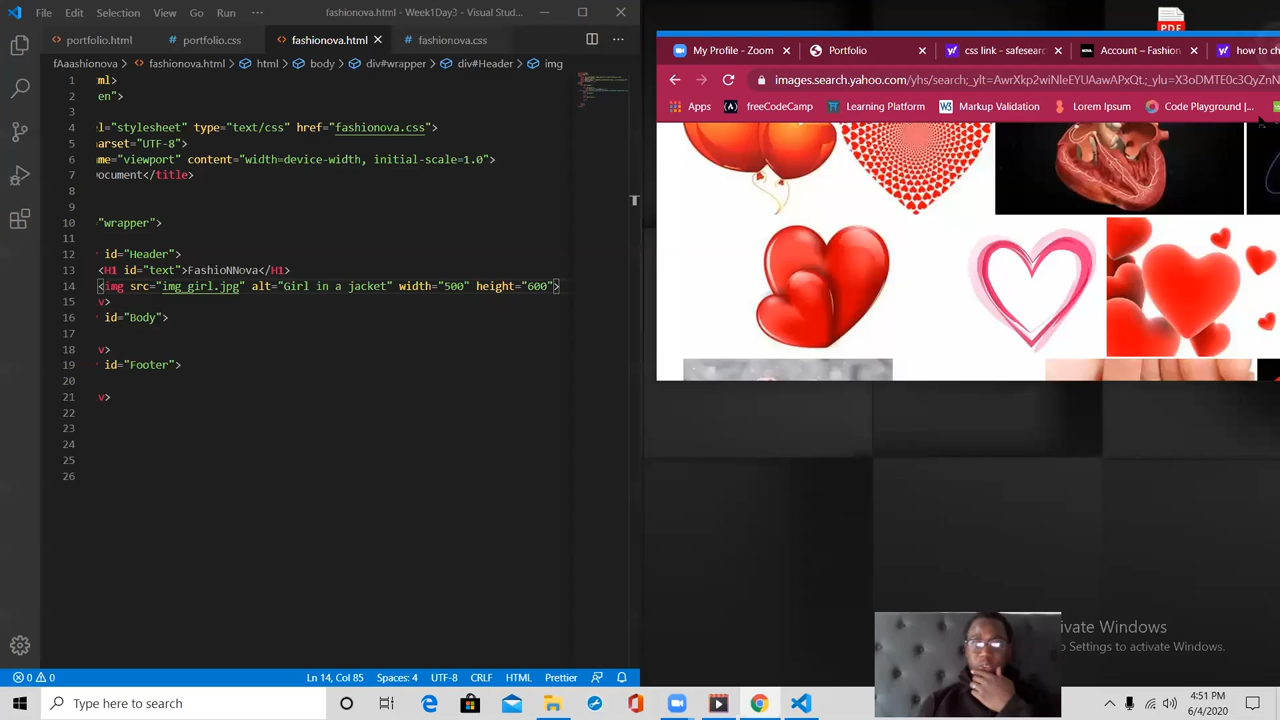 File Edit Selection View Go Run ··· fashionova.html - Week1Day3 - Visual Stud...
portfolio.html portfolio.css fashionova.html fashionova.css
fAaashion fashionova.html html body div#wrapper div#Header img
1 ml>
2 en">
4 "stylesheet" type="text/css" href="fashionova.css">
5 arset="UTF-8">
6 me="viewport" content="width=device-width, initial-scale=1.0">
7 ocument</title>
8
9
10 "wrapper">
11
12 id="Header">
13 <H1 id="text">FashioNNova</H1>
14 <img src="img_girl.jpg" alt="Girl in a jacket" width="500" height="600">
15 v>
16 id="Body">
17
18 v>
19 id="Footer">
20
21 v>
22
23
24
25
26
0 0 Ln 14, Col 85 Spaces: 4 UTF-8 CRLF HTML Prettier
PDF
My Profile - Zoom Portfolio css link - safesearc Account – Fashion how to ch
images.search.yahoo.com/yhs/search;_ylt=AwrXkp2wiNleEYUAawAPxQt.;_ylu=X3oDMTE0c3QyZnN
Apps freeCodeCamp Learning Platform Markup Validation Lorem Ipsum Code Playground |...
ivate Windows
o Settings to activate Windows.
Type here to search
4:51 PM
6/4/2020